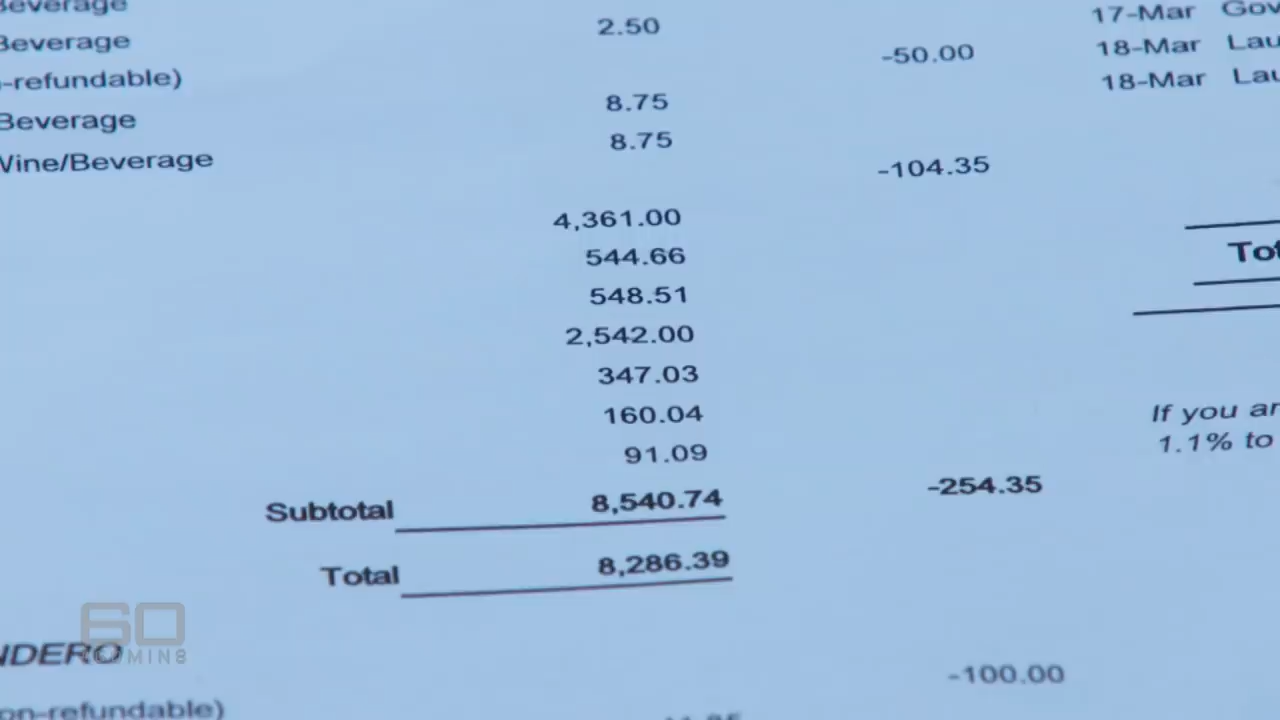 Beverage
2.50
17-Mar
Beverage
-50.00
18-Mar
-refundable)
8.75
18-Mar
Beverage
8.75
Wine/Beverage
-104.35
4,361.00
544.66
548.51
2,542.00
347.03
160.04
If you
91.09
1.1% to
Subtotal 8,540.74 -254.35
Total 8,286.39
60
#60MIN8
-100.00
-refundable)